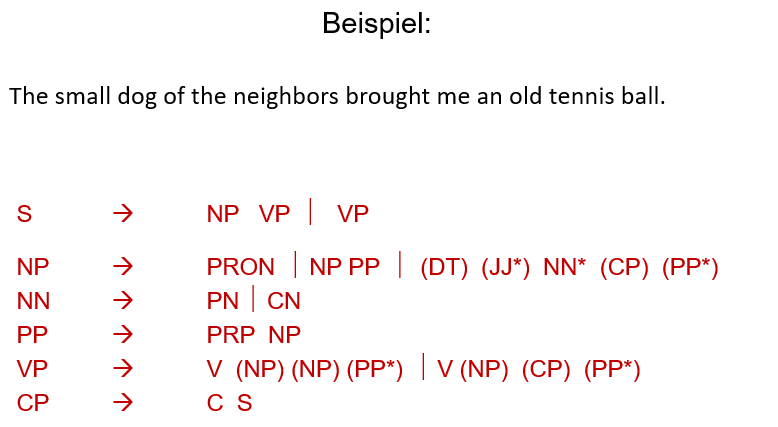 Beispiel:
The small dog of the neighbors brought me an old tennis ball.
S → NP VP | VP
NP → PRON | NP PP | (DT) (JJ*) NN* (CP) (PP*)
NN → PN | CN
PP → PRP NP
VP → V (NP) (NP) (PP*) | V (NP) (CP) (PP*)
CP → C S